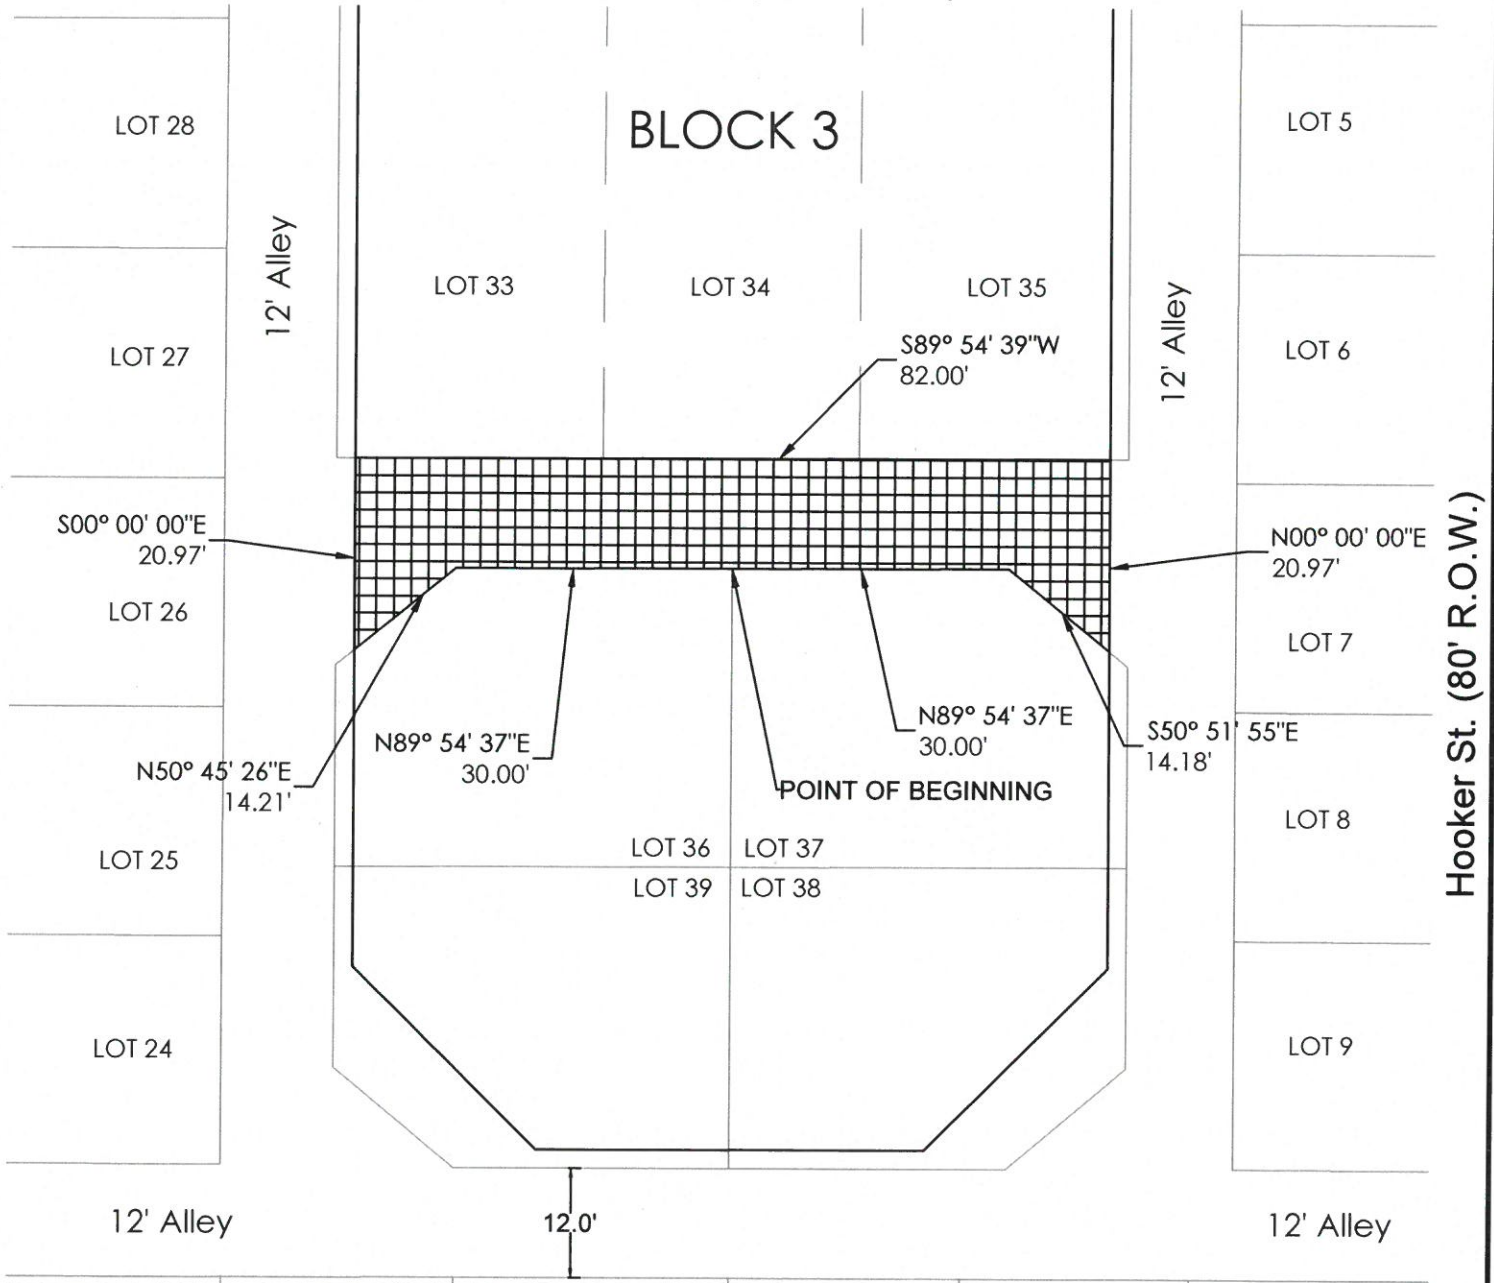 BLOCK 3
LOT 28
LOT 5
12' Alley
LOT 33
LOT 34
LOT 35
12' Alley
LOT 27
S89° 54' 39"W
82.00'
LOT 6
S00° 00' 00"E
20.97'
N00° 00' 00"E
20.97'
LOT 26
LOT 7
Hooker St. (80' R.O.W.)
N89° 54' 37"E
30.00'
N89° 54' 37"E
30.00'
S50° 51' 55"E
14.18'
N50° 45' 26"E
14.21'
POINT OF BEGINNING
LOT 25
LOT 36
LOT 37
LOT 8
LOT 39
LOT 38
LOT 24
LOT 9
12' Alley
12.0'
12' Alley